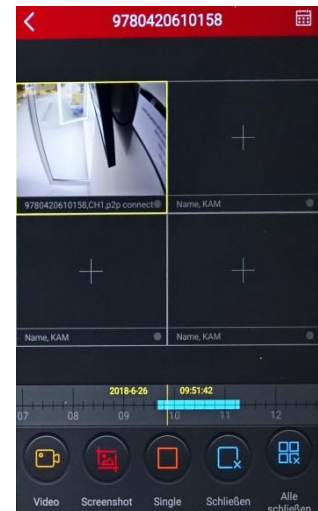 9780420610158
9780420610158,CH1,p2p connect
Name, KAM
Name, KAM
Name, KAM
2018-6-26 09:51:42
07 08 09 10 11 12
Video Screenshot Single Schließen Alle schließen